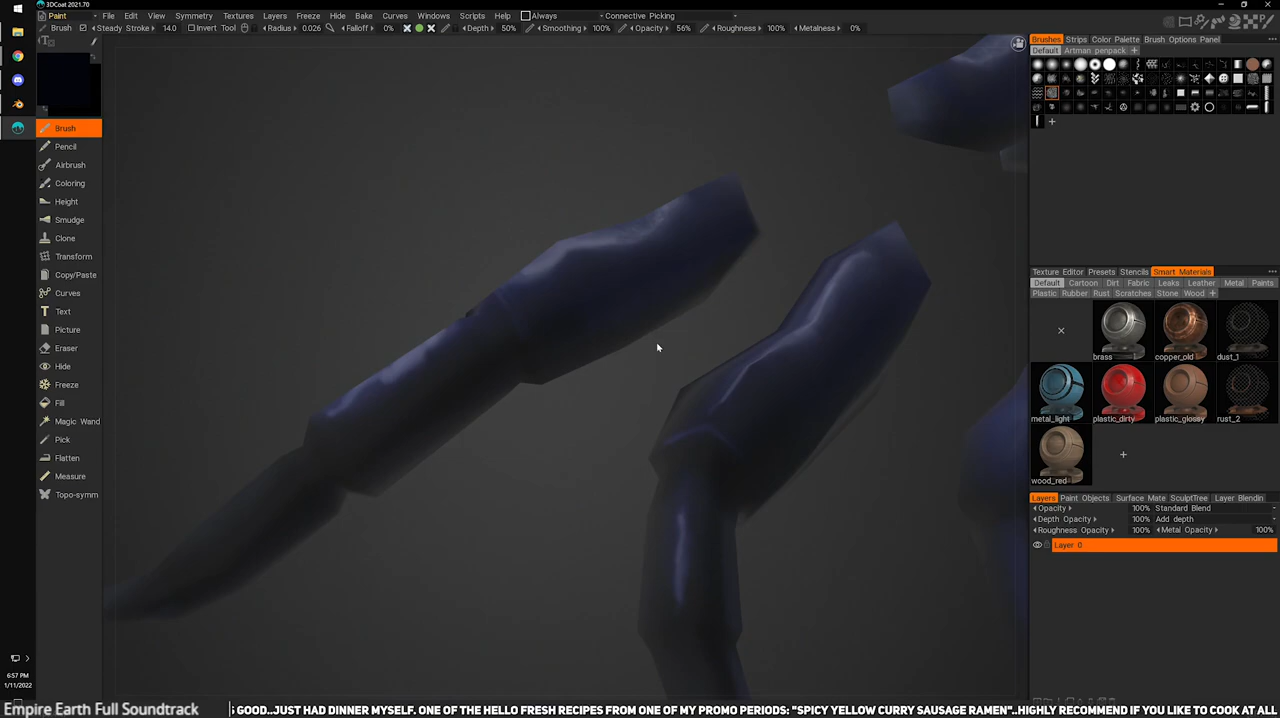 3DCoat 2021.70
Paint File Edit View Symmetry Textures Layers Freeze Bake Curves Windows Scripts Help Always Connective Picking
Brush Steady Stroke 14.0 Invert Tool Radius 0.026 Falloff 0% Depth 50% Smoothing 100% Opacity 56% Roughness 100% Metalness 0%
Brushes Strips Color Palette Brush Options Panel
Default Artman penpack +
Brush
Pencil
Airbrush
Coloring
Height
Smudge
Clone
Transform
Copy/Paste
Curves
Text
Picture
Eraser
Hide
Freeze
Fill
Magic Wand
Pick
Flatten
Measure
Topo-symm
Texture Editor Presets Stencils Smart Materials
Default Cartoon Dirt Fabric Leaks Leather Metal Paints
Plastic Rubber Rust Scratches Stone Wood +
brass copper_old dust_1
metal_light plastic_dirty plastic_glossy rust_2
wood_red
Layers Paint Objects Surface Mate SculptTree Layer Blendin
Opacity 100% Standard Blend
Depth Opacity 100% Add depth
Roughness Opacity 100% Metal Opacity 100%
Layer 0
6:57 PM
1/11/2022
Empire Earth Full Soundtrack
S GOOD..JUST HAD DINNER MYSELF. ONE OF THE HELLO FRESH RECIPES FROM ONE OF MY PROMO PERIODS: "SPICY YELLOW CURRY SAUSAGE RAMEN"..HIGHLY RECOMMEND IF YOU LIKE TO COOK AT ALL